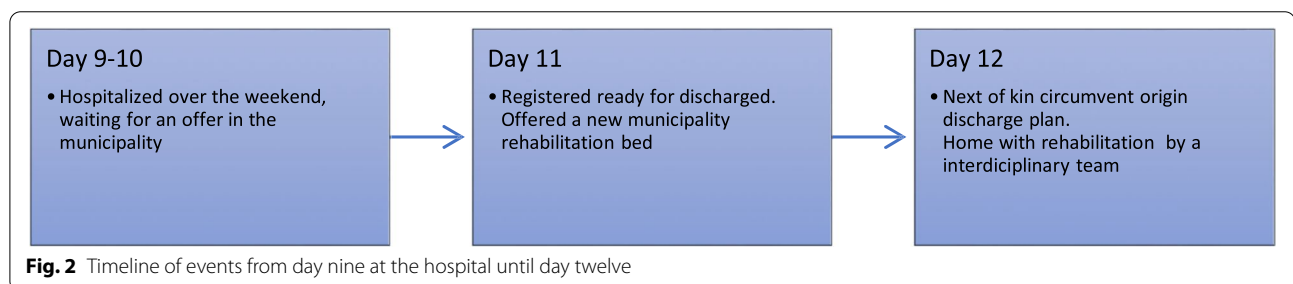 Day 9-10
• Hospitalized over the weekend,
waiting for an offer in the
municipality
Day 11
• Registered ready for discharged.
Offered a new municipality
rehabilitation bed
Day 12
• Next of kin circumvent origin
discharge plan.
Home with rehabilitation by a
interdiciplinary team
Fig. 2 Timeline of events from day nine at the hospital until day twelve